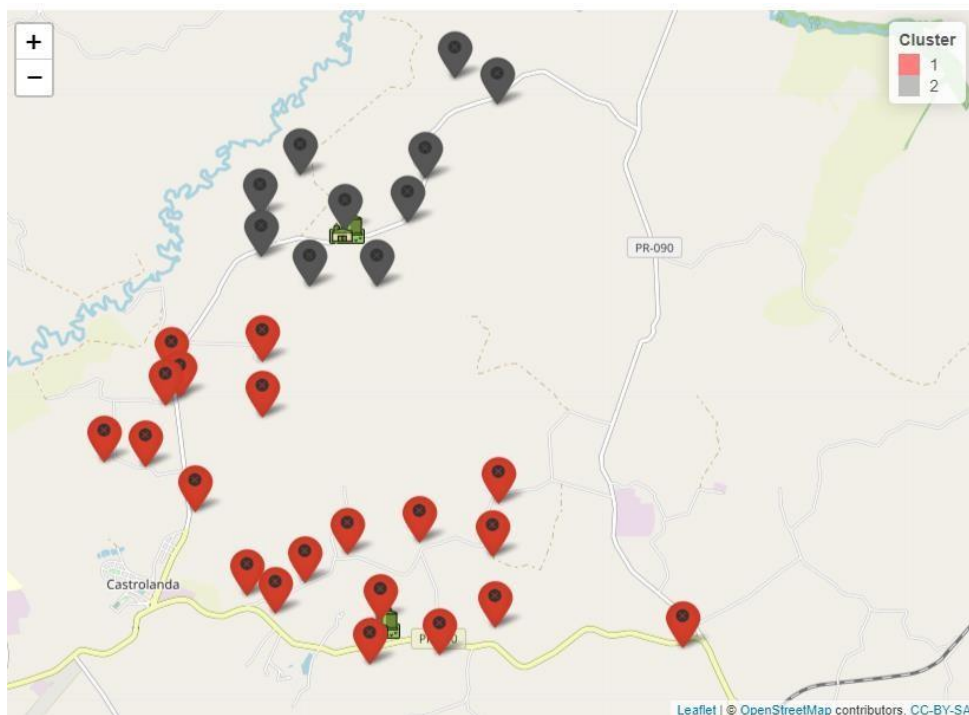 +
−
Cluster
1
2
PR-090
Castrolanda
Leaflet | © OpenStreetMap contributors, CC-BY-SA